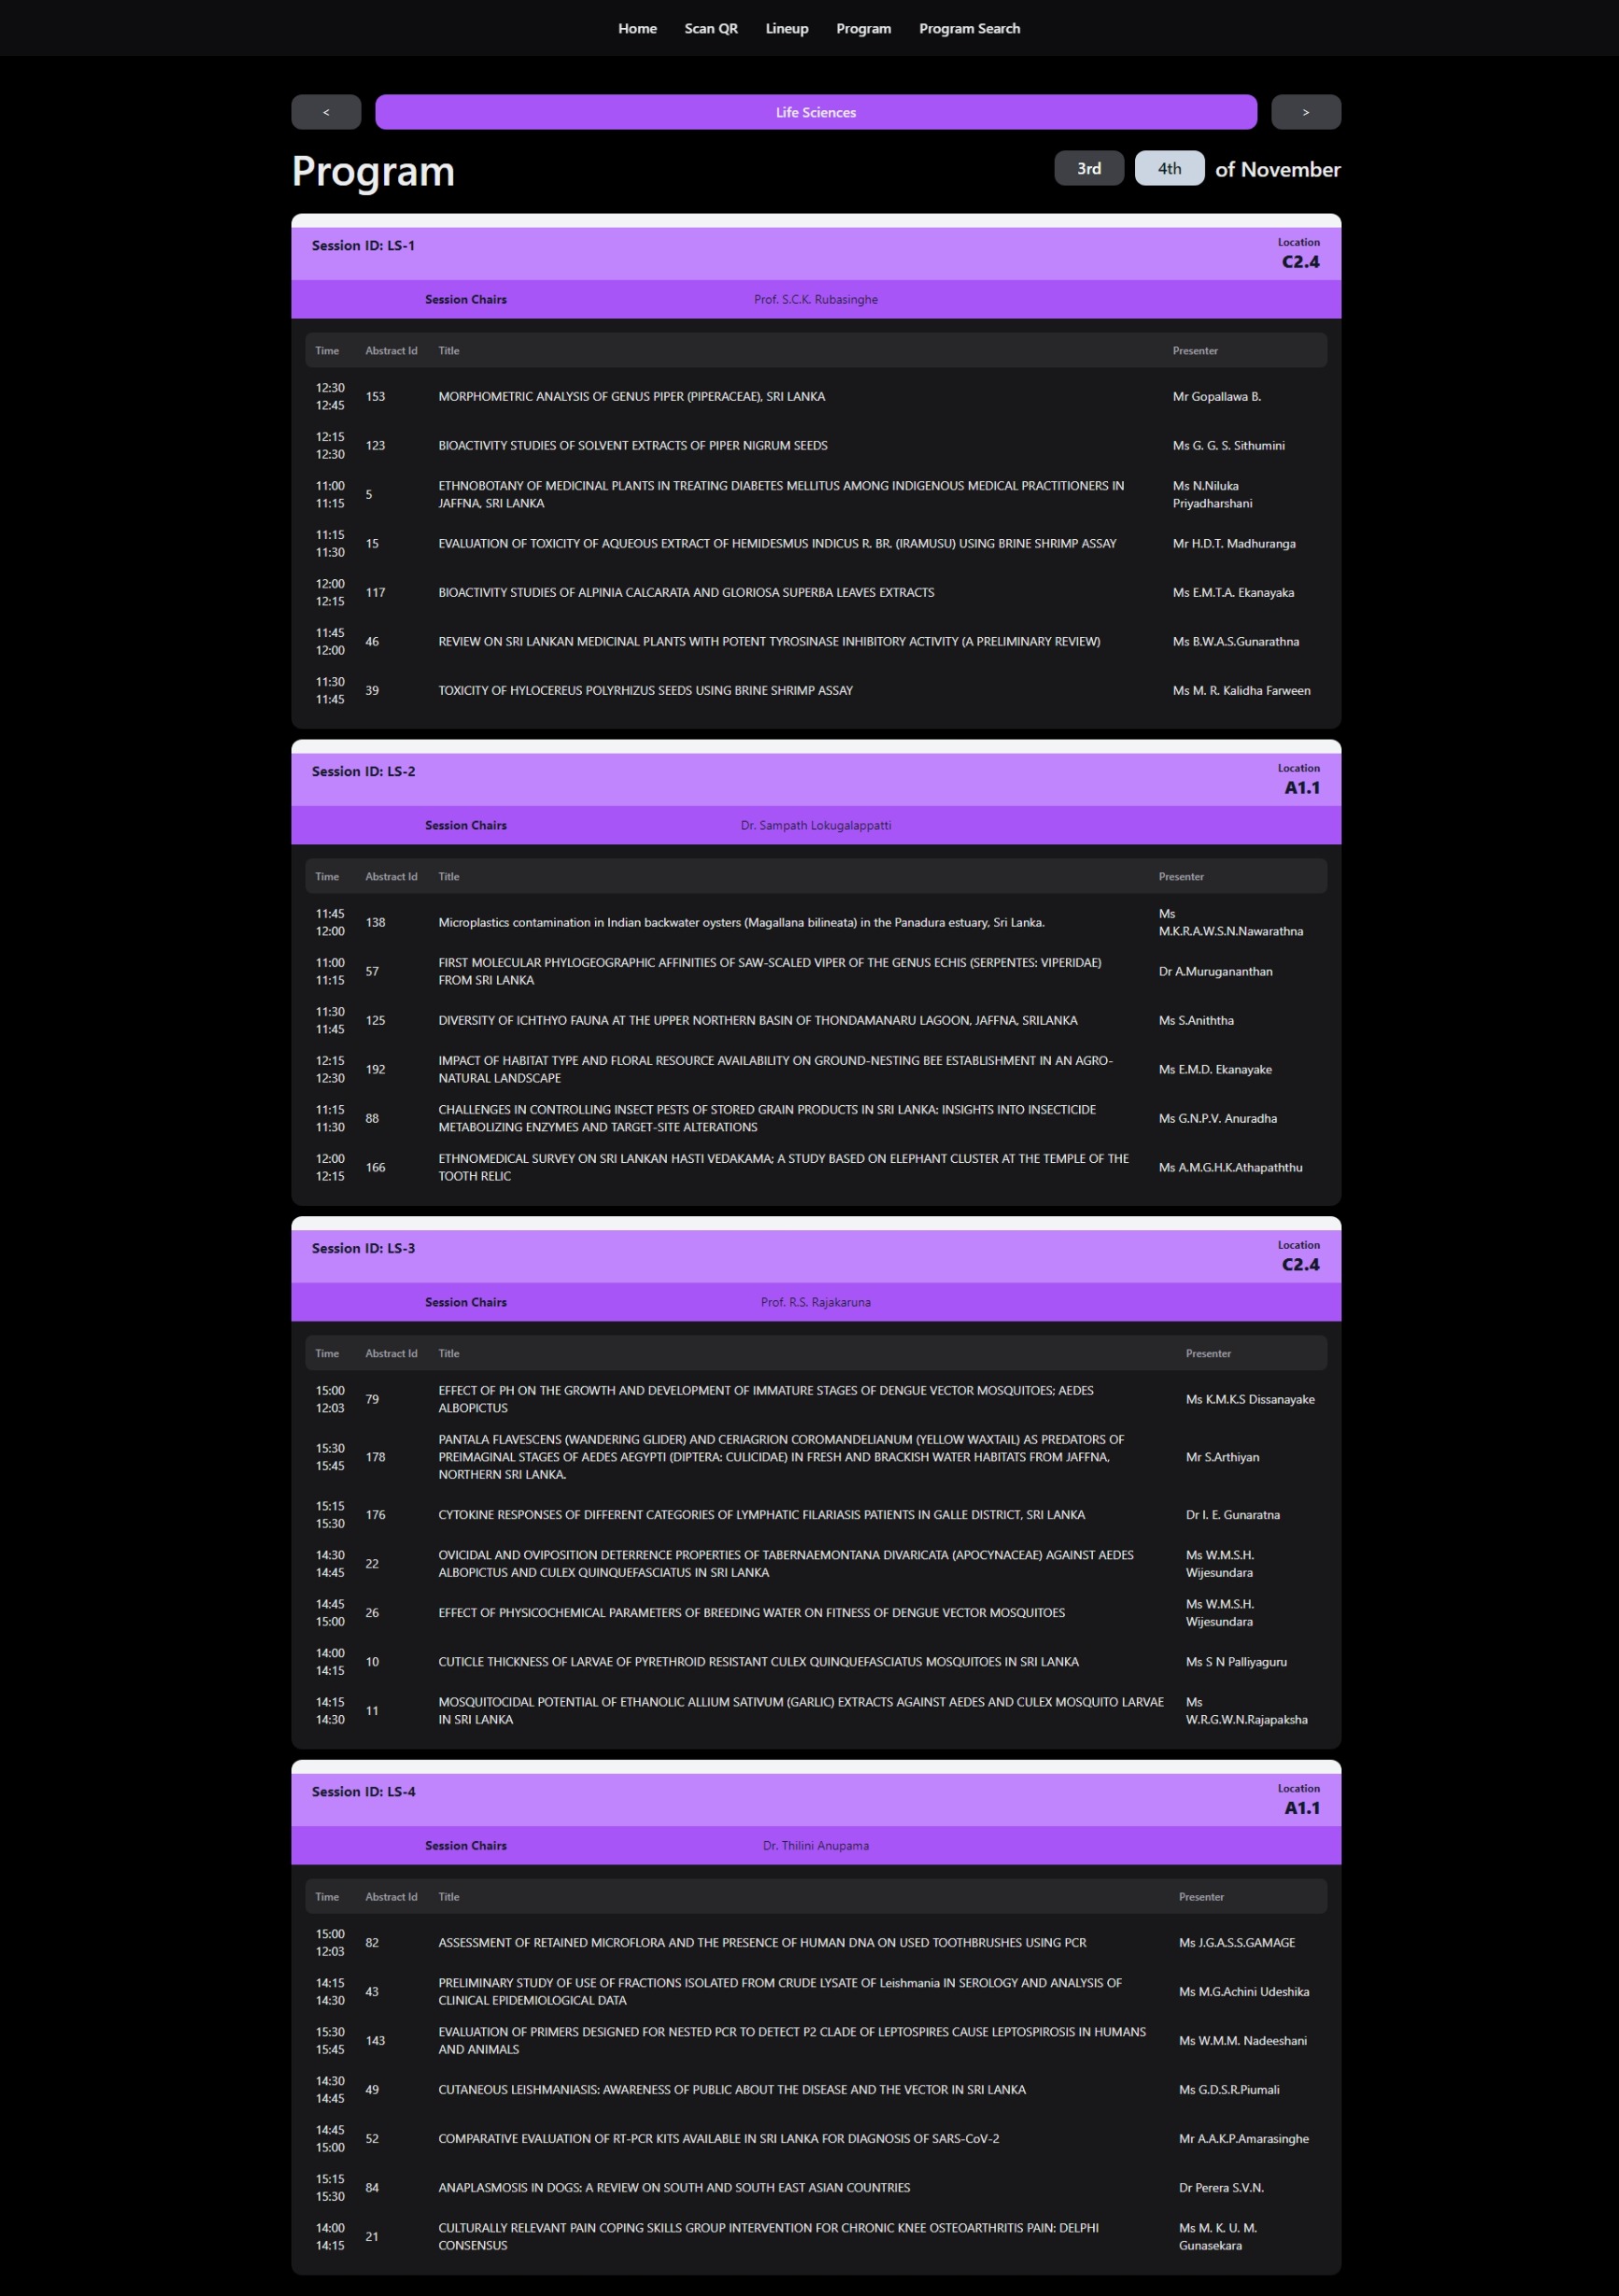 Home Scan QR Lineup Program Program Search
< Life Sciences >
Program 3rd 4th of November
Session ID: LS-1
Location
C2.4
Session Chairs Prof. S.C.K. Rubasinghe
Time Abstract Id Title Presenter
12:30
12:45 153 MORPHOMETRIC ANALYSIS OF GENUS PIPER (PIPERACEAE), SRI LANKA Mr Gopallawa B.
12:15
12:30 123 BIOACTIVITY STUDIES OF SOLVENT EXTRACTS OF PIPER NIGRUM SEEDS Ms G. G. S. Sithumini
11:00 ETHNOBOTANY OF MEDICINAL PLANTS IN TREATING DIABETES MELLITUS AMONG INDIGENOUS MEDICAL PRACTITIONERS IN Ms N.Niluka
11:15 5 JAFFNA, SRI LANKA Priyadharshani
11:15
11:30 15 EVALUATION OF TOXICITY OF AQUEOUS EXTRACT OF HEMIDESMUS INDICUS R. BR. (IRAMUSU) USING BRINE SHRIMP ASSAY Mr H.D.T. Madhuranga
12:00
12:15 117 BIOACTIVITY STUDIES OF ALPINIA CALCARATA AND GLORIOSA SUPERBA LEAVES EXTRACTS Ms E.M.T.A. Ekanayaka
11:45
12:00 46 REVIEW ON SRI LANKAN MEDICINAL PLANTS WITH POTENT TYROSINASE INHIBITORY ACTIVITY (A PRELIMINARY REVIEW) Ms B.W.A.S.Gunarathna
11:30
11:45 39 TOXICITY OF HYLOCEREUS POLYRHIZUS SEEDS USING BRINE SHRIMP ASSAY Ms M. R. Kalidha Farween
Session ID: LS-2
Location
A1.1
Session Chairs Dr. Sampath Lokugalappatti
Time Abstract Id Title Presenter
11:45 Ms
12:00 138 Microplastics contamination in Indian backwater oysters (Magallana bilineata) in the Panadura estuary, Sri Lanka. M.K.R.A.W.S.N.Nawarathna
11:00 FIRST MOLECULAR PHYLOGEOGRAPHIC AFFINITIES OF SAW-SCALED VIPER OF THE GENUS ECHIS (SERPENTES: VIPERIDAE)
11:15 57 FROM SRI LANKA Dr A.Murugananthan
11:30
11:45 125 DIVERSITY OF ICHTHYO FAUNA AT THE UPPER NORTHERN BASIN OF THONDAMANARU LAGOON, JAFFNA, SRILANKA Ms S.Aniththa
12:15 IMPACT OF HABITAT TYPE AND FLORAL RESOURCE AVAILABILITY ON GROUND-NESTING BEE ESTABLISHMENT IN AN AGRO-
12:30 192 NATURAL LANDSCAPE Ms E.M.D. Ekanayake
11:15 CHALLENGES IN CONTROLLING INSECT PESTS OF STORED GRAIN PRODUCTS IN SRI LANKA: INSIGHTS INTO INSECTICIDE
11:30 88 METABOLIZING ENZYMES AND TARGET-SITE ALTERATIONS Ms G.N.P.V. Anuradha
12:00 ETHNOMEDICAL SURVEY ON SRI LANKAN HASTI VEDAKAMA; A STUDY BASED ON ELEPHANT CLUSTER AT THE TEMPLE OF THE
12:15 166 TOOTH RELIC Ms A.M.G.H.K.Athapaththu
Session ID: LS-3
Location
C2.4
Session Chairs Prof. R.S. Rajakaruna
Time Abstract Id Title Presenter
15:00 EFFECT OF PH ON THE GROWTH AND DEVELOPMENT OF IMMATURE STAGES OF DENGUE VECTOR MOSQUITOES; AEDES
12:03 79 ALBOPICTUS Ms K.M.K.S Dissanayake
PANTALA FLAVESCENS (WANDERING GLIDER) AND CERIAGRION COROMANDELIANUM (YELLOW WAXTAIL) AS PREDATORS OF
15:30 178 PREIMAGINAL STAGES OF AEDES AEGYPTI (DIPTERA: CULICIDAE) IN FRESH AND BRACKISH WATER HABITATS FROM JAFFNA, Mr S.Arthiyan
15:45 NORTHERN SRI LANKA.
15:15
15:30 176 CYTOKINE RESPONSES OF DIFFERENT CATEGORIES OF LYMPHATIC FILARIASIS PATIENTS IN GALLE DISTRICT, SRI LANKA Dr I. E. Gunaratna
14:30 OVICIDAL AND OVIPOSITION DETERRENCE PROPERTIES OF TABERNAEMONTANA DIVARICATA (APOCYNACEAE) AGAINST AEDES Ms W.M.S.H.
14:45 22 ALBOPICTUS AND CULEX QUINQUEFASCIATUS IN SRI LANKA Wijesundara
14:45 Ms W.M.S.H.
15:00 26 EFFECT OF PHYSICOCHEMICAL PARAMETERS OF BREEDING WATER ON FITNESS OF DENGUE VECTOR MOSQUITOES Wijesundara
14:00
14:15 10 CUTICLE THICKNESS OF LARVAE OF PYRETHROID RESISTANT CULEX QUINQUEFASCIATUS MOSQUITOES IN SRI LANKA Ms S N Palliyaguru
14:15 MOSQUITOCIDAL POTENTIAL OF ETHANOLIC ALLIUM SATIVUM (GARLIC) EXTRACTS AGAINST AEDES AND CULEX MOSQUITO LARVAE Ms
14:30 11 IN SRI LANKA W.R.G.W.N.Rajapaksha
Session ID: LS-4
Location
A1.1
Session Chairs Dr. Thilini Anupama
Time Abstract Id Title Presenter
15:00
12:03 82 ASSESSMENT OF RETAINED MICROFLORA AND THE PRESENCE OF HUMAN DNA ON USED TOOTHBRUSHES USING PCR Ms J.G.A.S.S.GAMAGE
14:15 PRELIMINARY STUDY OF USE OF FRACTIONS ISOLATED FROM CRUDE LYSATE OF Leishmania IN SEROLOGY AND ANALYSIS OF
14:30 43 CLINICAL EPIDEMIOLOGICAL DATA Ms M.G.Achini Udeshika
15:30 EVALUATION OF PRIMERS DESIGNED FOR NESTED PCR TO DETECT P2 CLADE OF LEPTOSPIRES CAUSE LEPTOSPIROSIS IN HUMANS
15:45 143 AND ANIMALS Ms W.M.M. Nadeeshani
14:30
14:45 49 CUTANEOUS LEISHMANIASIS: AWARENESS OF PUBLIC ABOUT THE DISEASE AND THE VECTOR IN SRI LANKA Ms G.D.S.R.Piumali
14:45
15:00 52 COMPARATIVE EVALUATION OF RT-PCR KITS AVAILABLE IN SRI LANKA FOR DIAGNOSIS OF SARS-CoV-2 Mr A.A.K.P.Amarasinghe
15:15
15:30 84 ANAPLASMOSIS IN DOGS: A REVIEW ON SOUTH AND SOUTH EAST ASIAN COUNTRIES Dr Perera S.V.N.
14:00 CULTURALLY RELEVANT PAIN COPING SKILLS GROUP INTERVENTION FOR CHRONIC KNEE OSTEOARTHRITIS PAIN: DELPHI Ms M. K. U. M.
14:15 21 CONSENSUS Gunasekara